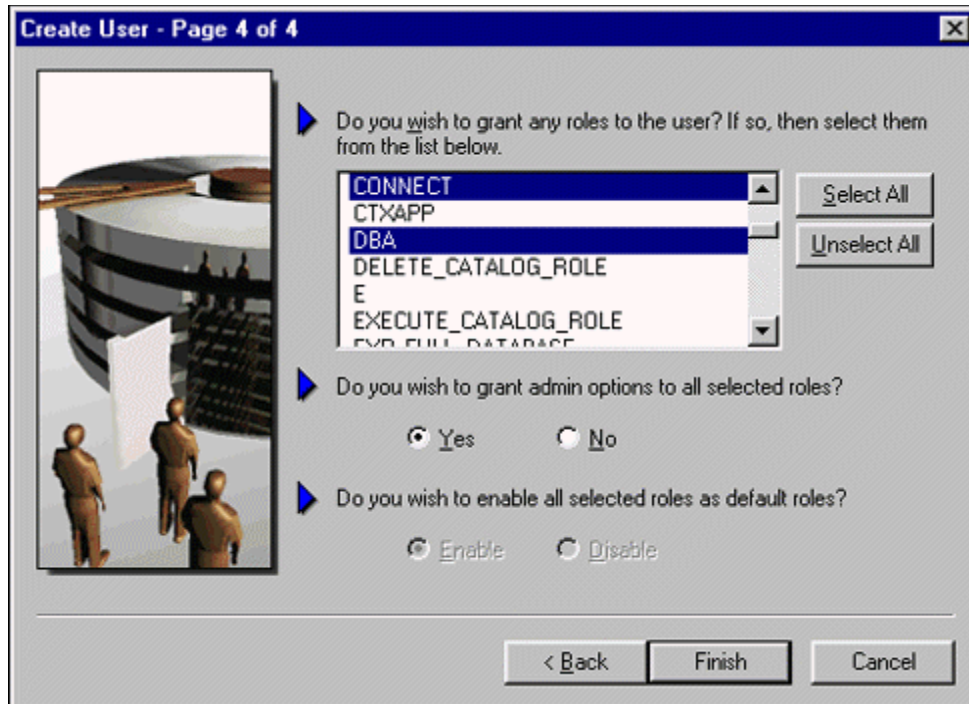 Create User - Page 4 of 4
Do you wish to grant any roles to the user? If so, then select them
from the list below.
CONNECT
CTXAPP
DBA
DELETE_CATALOG_ROLE
E
EXECUTE_CATALOG_ROLE
EXP_FULL_DATABASE
Select All
Unselect All
Do you wish to grant admin options to all selected roles?
Yes
No
Do you wish to enable all selected roles as default roles?
Enable
Disable
< Back
Finish
Cancel